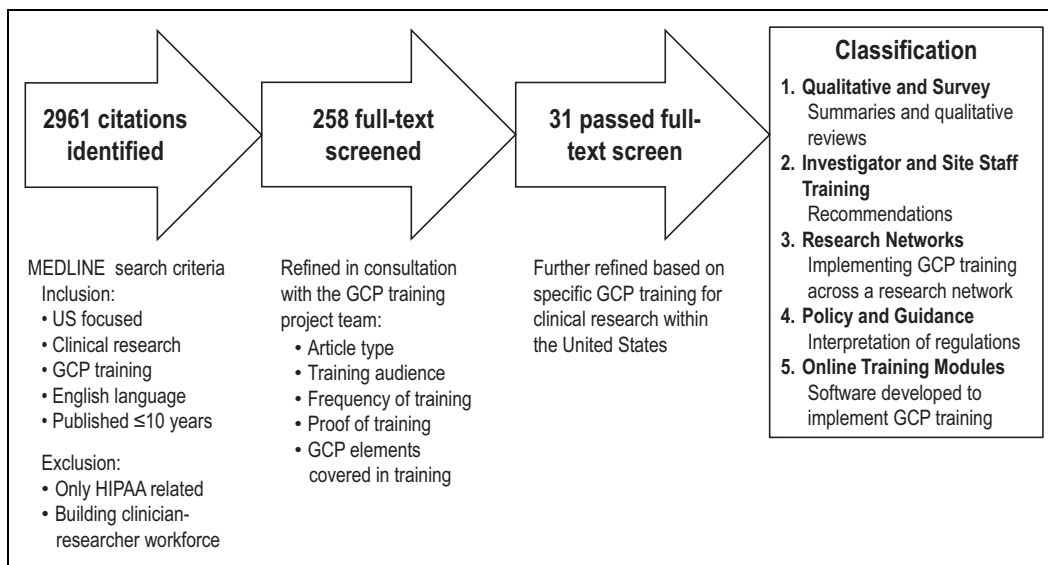 2961 citations
identified
258 full-text
screened
31 passed full-
text screen
MEDLINE search criteria
Inclusion:
• US focused
• Clinical research
• GCP training
• English language
• Published ≤10 years
Exclusion:
• Only HIPAA related
• Building clinician-
researcher workforce
Refined in consultation
with the GCP training
project team:
• Article type
• Training audience
• Frequency of training
• Proof of training
• GCP elements
covered in training
Further refined based on
specific GCP training for
clinical research within
the United States
Classification
1. Qualitative and Survey
Summaries and qualitative
reviews
2. Investigator and Site Staff
Training
Recommendations
3. Research Networks
Implementing GCP training
across a research network
4. Policy and Guidance
Interpretation of regulations
5. Online Training Modules
Software developed to
implement GCP training